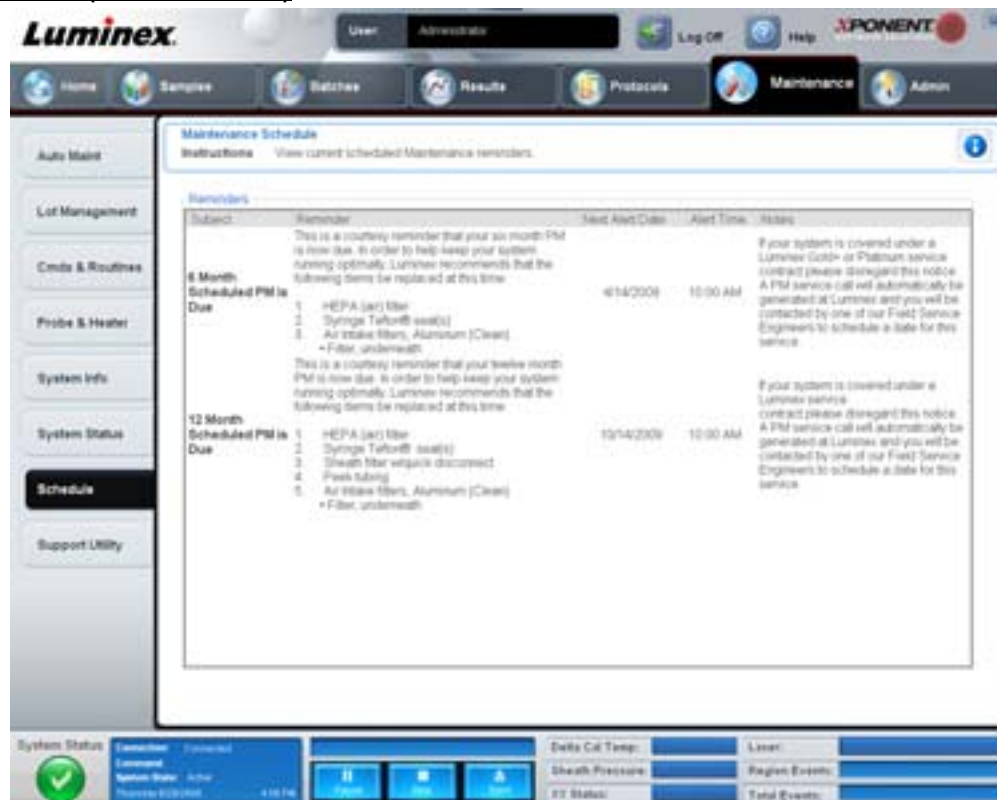 Luminex.
User: Administrator
Log Off
Help
XPONENT
Home
Samples
Batches
Results
Protocols
Maintenance
Admin
Auto Maint
Lot Management
Cmds & Routines
Probe & Heater
System Info
System Status
Schedule
Support Utility
Maintenance Schedule
Instructions View current scheduled Maintenance reminders.
Reminders
Subject Reminder Next Alert Date Alert Time Notes
6 Month
Scheduled PM is
Due
This is a courtesy reminder that your six month PM
is now due. In order to help keep your system
running optimally, Luminex recommends that the
following items be replaced at this time:
1. HEPA (air) filter
2. Syringe Teflon® seal(s)
3. Air Intake filters, Aluminum (Clean)
• Filter, underneath
4/14/2009
10:00 AM
If your system is covered under a
Luminex Gold+ or Platinum service
contract please disregard this notice.
A PM service call will automatically be
generated at Luminex and you will be
contacted by one of our Field Service
Engineers to schedule a date for this
service.
12 Month
Scheduled PM is
Due
This is a courtesy reminder that your twelve month
PM is now due. In order to help keep your system
running optimally, Luminex recommends that the
following items be replaced at this time:
1. HEPA (air) filter
2. Syringe Teflon® seal(s)
3. Sheath filter w/quick disconnect
4. Peek tubing
5. Air Intake filters, Aluminum (Clean)
• Filter, underneath
10/14/2009
10:00 AM
If your system is covered under a
Luminex service
contract please disregard this notice.
A PM service call will automatically be
generated at Luminex and you will be
contacted by one of our Field Service
Engineers to schedule a date for this
service.
System Status
Connection: Connected
Command:
System State: Active
Thursday
Pause
Stop
Eject
Delta Cal Temp:
Sheath Pressure:
XY Status:
Laser:
Region Events:
Total Events: